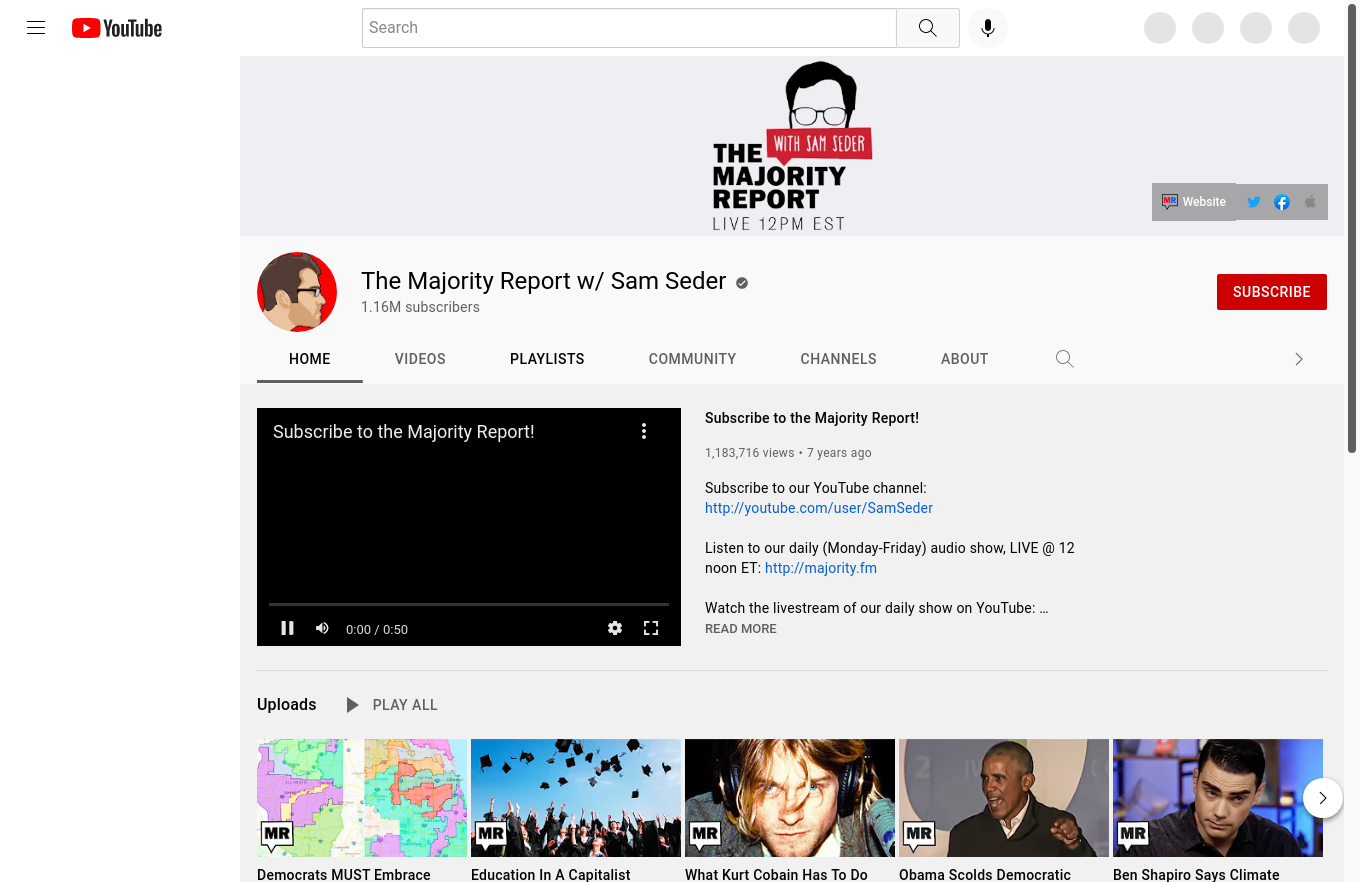 YouTube
Search
WITH SAM SEDER
THE
MAJORITY
REPORT
LIVE 12PM EST
MR Website
The Majority Report w/ Sam Seder
1.16M subscribers
SUBSCRIBE
HOME VIDEOS PLAYLISTS COMMUNITY CHANNELS ABOUT
Subscribe to the Majority Report!
0:00 / 0:50
Subscribe to the Majority Report!
1,183,716 views • 7 years ago
Subscribe to our YouTube channel:
http://youtube.com/user/SamSeder
Listen to our daily (Monday-Friday) audio show, LIVE @ 12
noon ET: http://majority.fm
Watch the livestream of our daily show on YouTube: ...
READ MORE
Uploads PLAY ALL
MR MR MR MR MR
Democrats MUST Embrace
Education In A Capitalist
What Kurt Cobain Has To Do
Obama Scolds Democratic
Ben Shapiro Says Climate